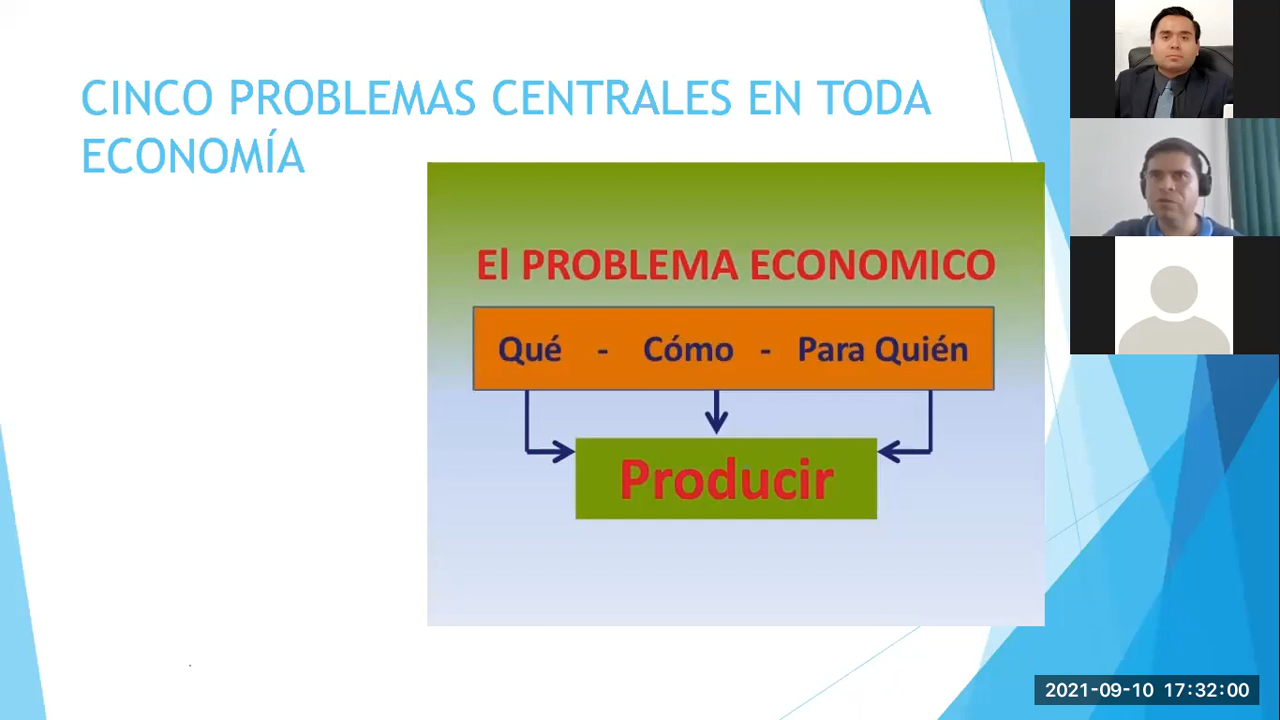 CINCO PROBLEMAS CENTRALES EN TODA
ECONOMÍA
El PROBLEMA ECONOMICO
Qué - Cómo - Para Quién
Producir
2021-09-10 17:32:00